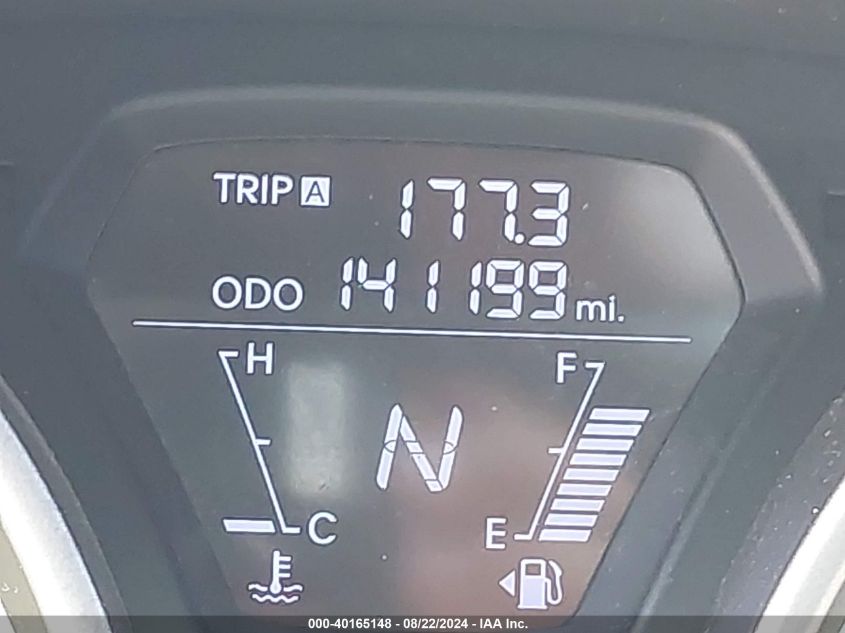 TRIP A 177.3
ODO 141199 mi.
H F
N
C E
000-40165148 - 08/22/2024 - IAA Inc.